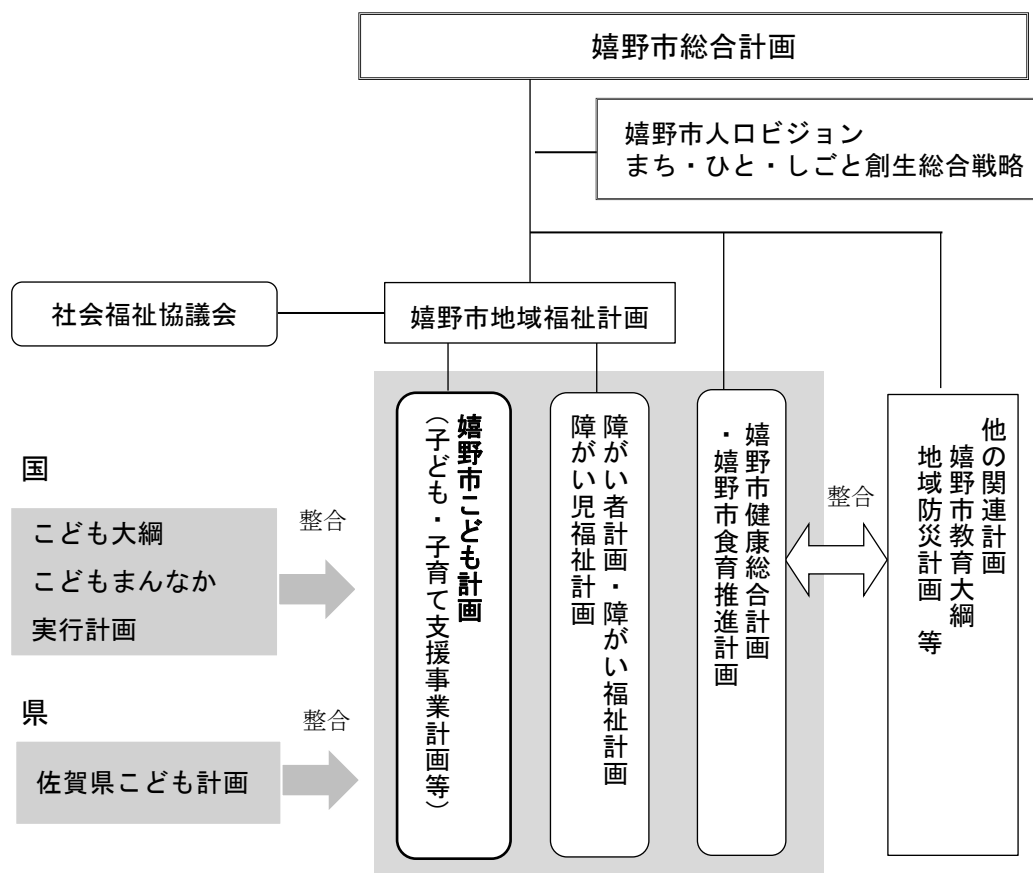 嬉野市総合計画
嬉野市人口ビジョン
まち・ひと・しごと創生総合戦略
社会福祉協議会
嬉野市地域福祉計画
嬉野市こども計画
（子ども・子育て支援事業計画等）
障がい者計画・障がい福祉計画
障がい児福祉計画
嬉野市健康総合計画
・嬉野市食育推進計画
整合
他の関連計画
嬉野市教育大綱
地域防災計画　等
国
こども大綱
こどもまんなか
実行計画
整合
県
佐賀県こども計画
整合